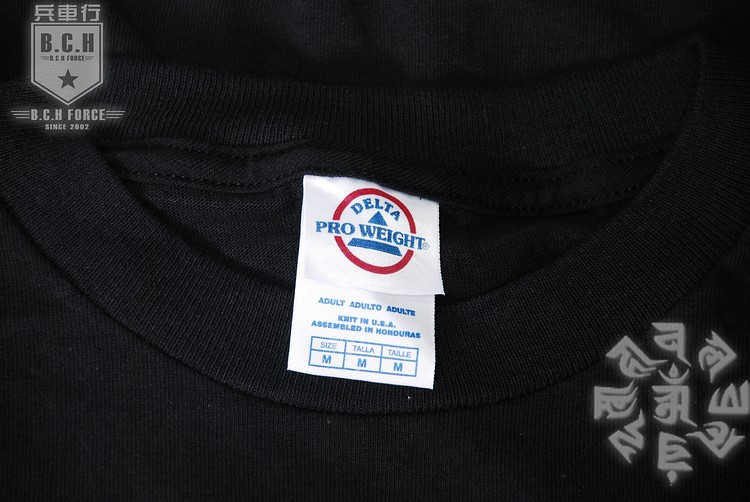 兵車行
B.C.H
B.C.H FORCE
B.C.H FORCE
SINCE 2002
DELTA
PRO WEIGHT®
ADULT ADULTO ADULTE
KNIT IN U.S.A.
ASSEMBLED IN HONDURAS
SIZE TALLA TAILLE
M M M